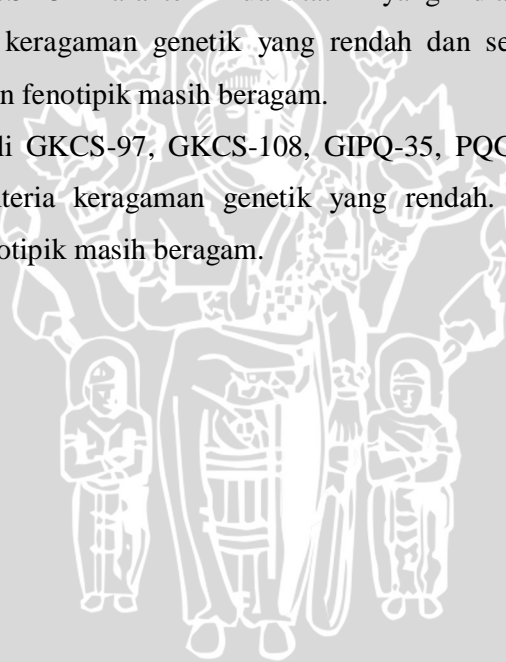 keragaman genetik yang rendah dan se
n fenotipik masih beragam.
li GKCS-97, GKCS-108, GIPQ-35, PQC
teria keragaman genetik yang rendah.
otipik masih beragam.